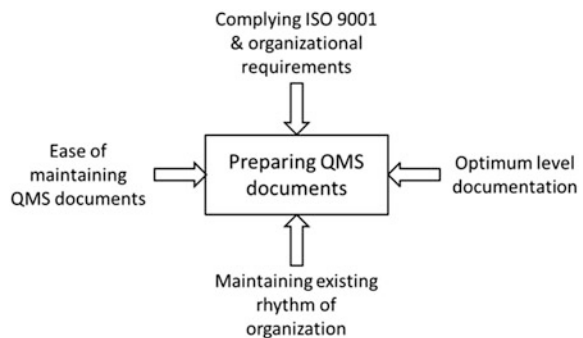 Complying ISO 9001
& organizational
requirements
Ease of
maintaining
QMS documents
Preparing QMS
documents
Optimum level
documentation
Maintaining existing
rhythm of
organization